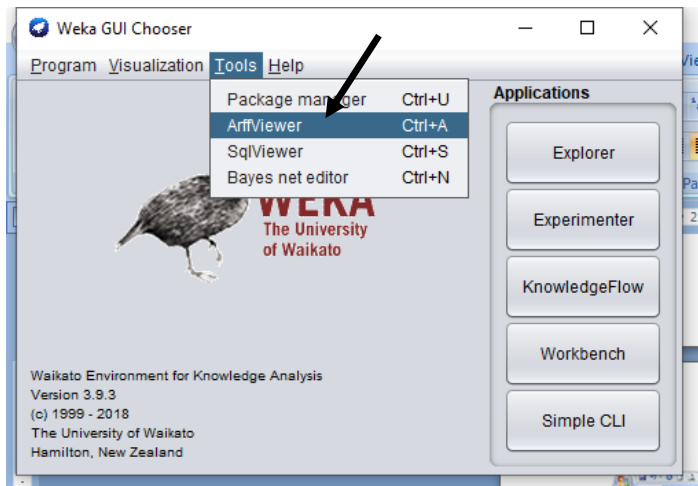 Weka GUI Chooser
Program Visualization Tools Help
Package manager Ctrl+U
ArffViewer Ctrl+A
SqlViewer Ctrl+S
Bayes net editor Ctrl+N
WEKA
The University
of Waikato
Waikato Environment for Knowledge Analysis
Version 3.9.3
(c) 1999 - 2018
The University of Waikato
Hamilton, New Zealand
Applications
Explorer
Experimenter
KnowledgeFlow
Workbench
Simple CLI